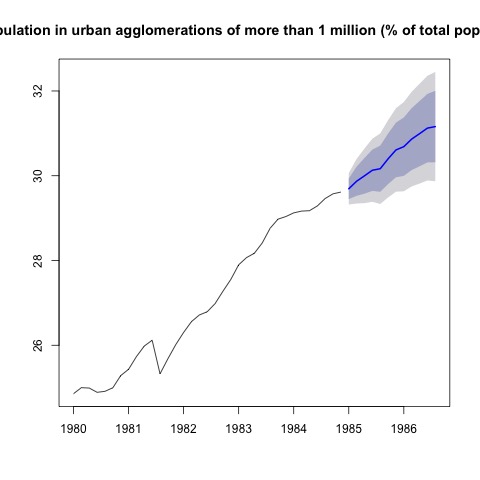 pulation in urban agglomerations of more than 1 million (% of total pop
32
30
28
26
1980 1981 1982 1983 1984 1985 1986